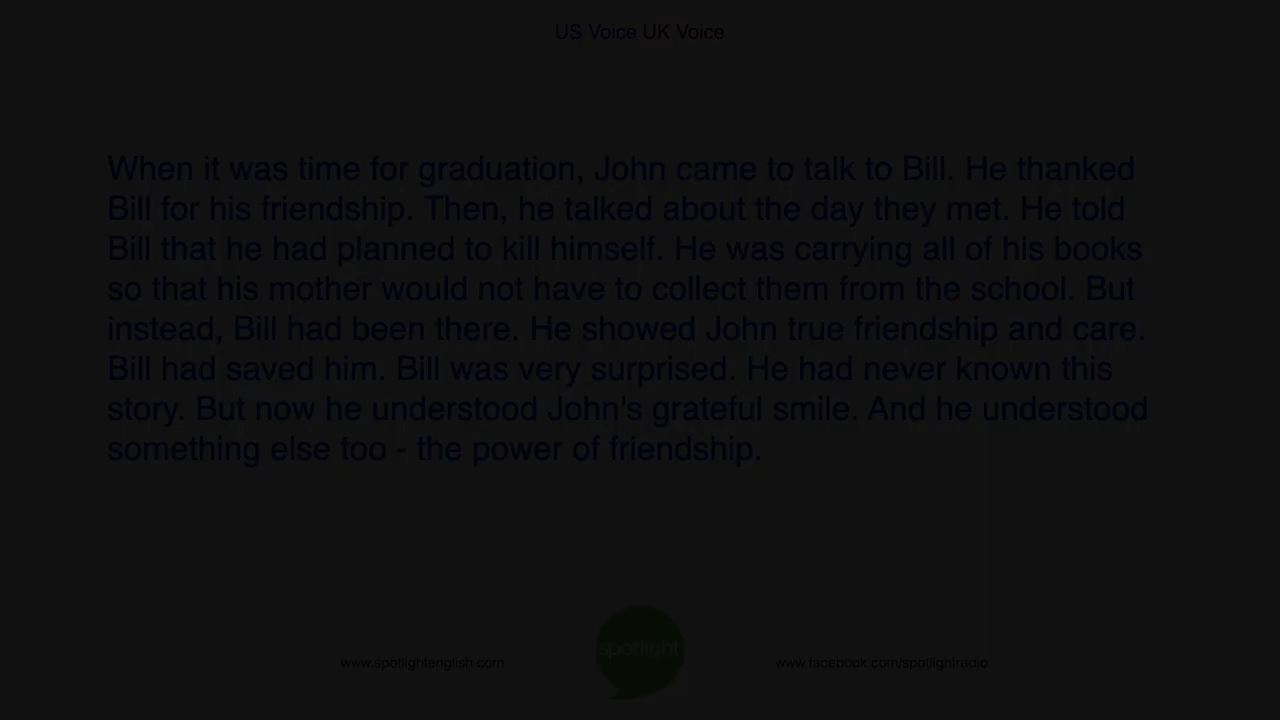 US Voice UK Voice
When it was time for graduation, John came to talk to Bill. He thanked
Bill for his friendship. Then, he talked about the day they met. He told
Bill that he had planned to kill himself. He was carrying all of his books
so that his mother would not have to collect them from the school. But
instead, Bill had been there. He showed John true friendship and care.
Bill had saved him. Bill was very surprised. He had never known this
story. But now he understood John's grateful smile. And he understood
something else too - the power of friendship.
spotlight
www.spotlightenglish.com
www.facebook.com/spotlightradio